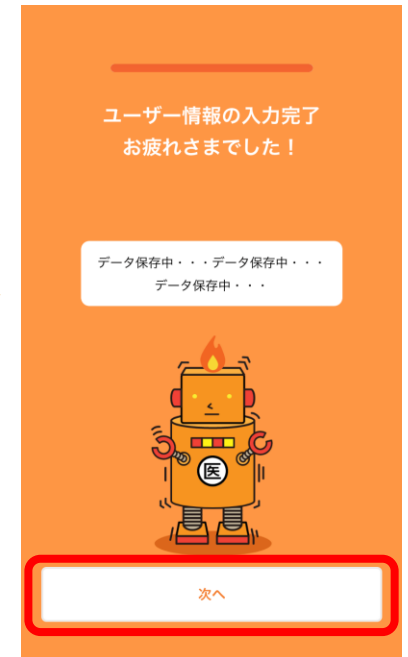 ユーザー情報の入力完了
お疲れさまでした！
データ保存中・・・データ保存中・・・
データ保存中・・・
医
次へ